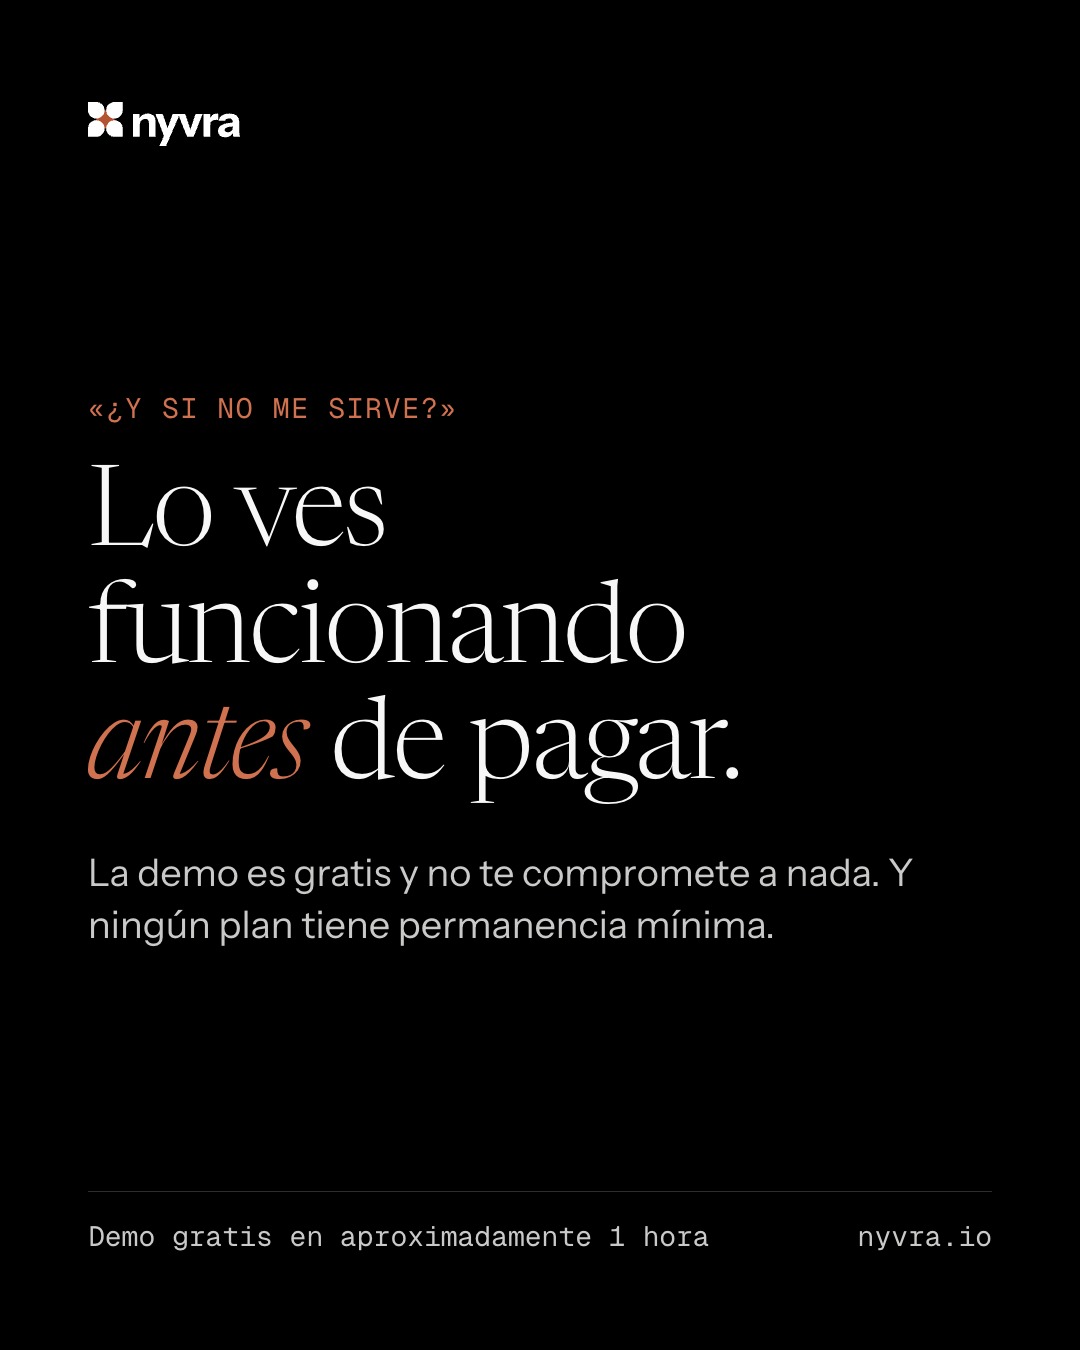 nyvra
«¿Y SI NO ME SIRVE?»
Lo ves
funcionando
antes de pagar.
La demo es gratis y no te compromete a nada. Y
ningún plan tiene permanencia mínima.
Demo gratis en aproximadamente 1 hora
nyvra.io